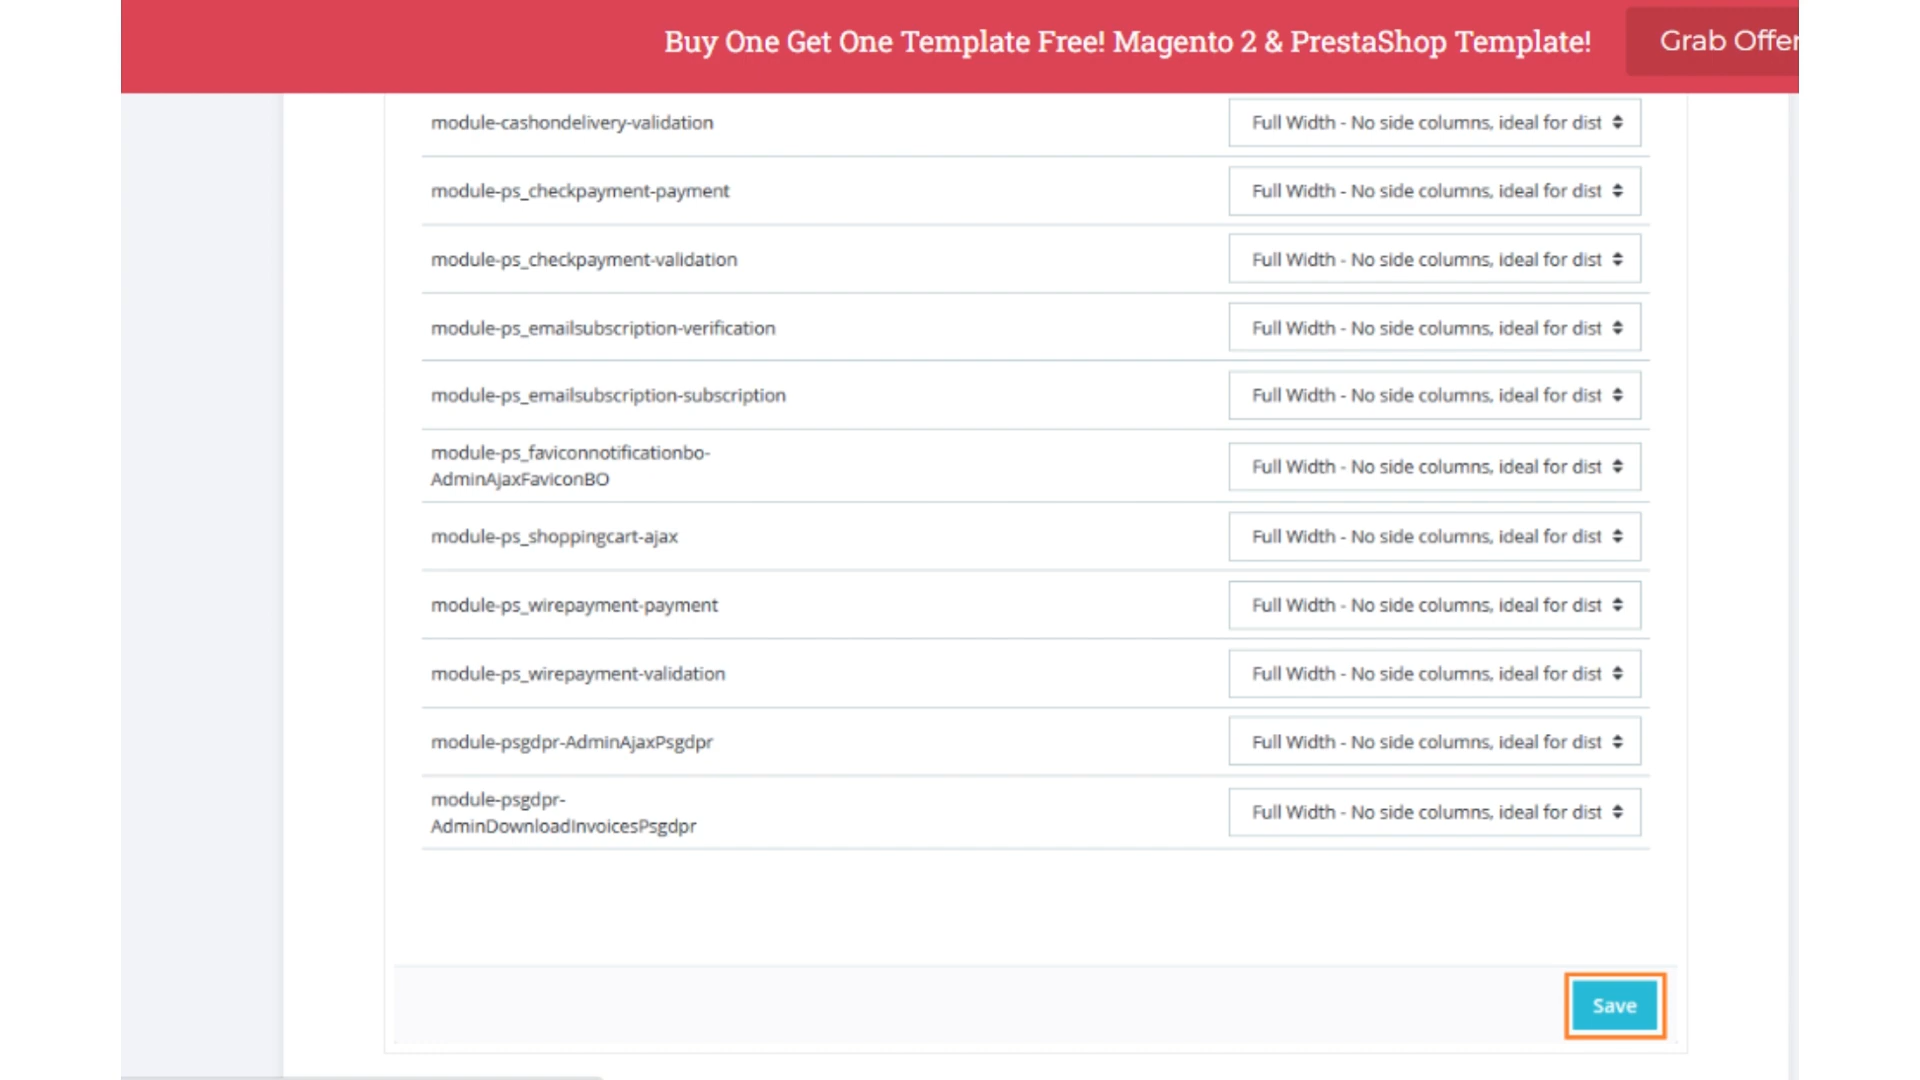 Buy One Get One Template Free! Magento 2 & PrestaShop Template!
Grab Offer
module-cashondelivery-validation
Full Width - No side columns, ideal for dist
module-ps_checkpayment-payment
Full Width - No side columns, ideal for dist
module-ps_checkpayment-validation
Full Width - No side columns, ideal for dist
module-ps_emailsubscription-verification
Full Width - No side columns, ideal for dist
module-ps_emailsubscription-subscription
Full Width - No side columns, ideal for dist
module-ps_faviconnotificationbo-
AdminAjaxFaviconBO
Full Width - No side columns, ideal for dist
module-ps_shoppingcart-ajax
Full Width - No side columns, ideal for dist
module-ps_wirepayment-payment
Full Width - No side columns, ideal for dist
module-ps_wirepayment-validation
Full Width - No side columns, ideal for dist
module-psgdpr-AdminAjaxPsgdpr
Full Width - No side columns, ideal for dist
module-psgdpr-
AdminDownloadInvoicesPsgdpr
Full Width - No side columns, ideal for dist
Save